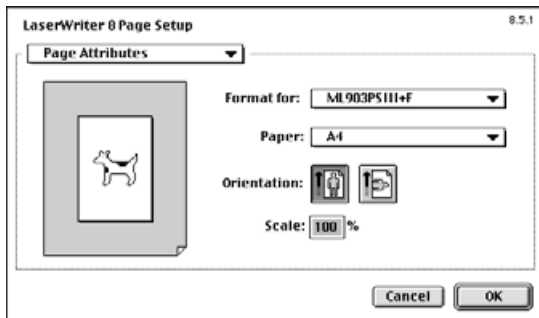 LaserWriter 8 Page Setup
8.5.1
Page Attributes
Format for: ML903PSIII+F
Paper: A4
Orientation:
Scale: 100 %
Cancel OK